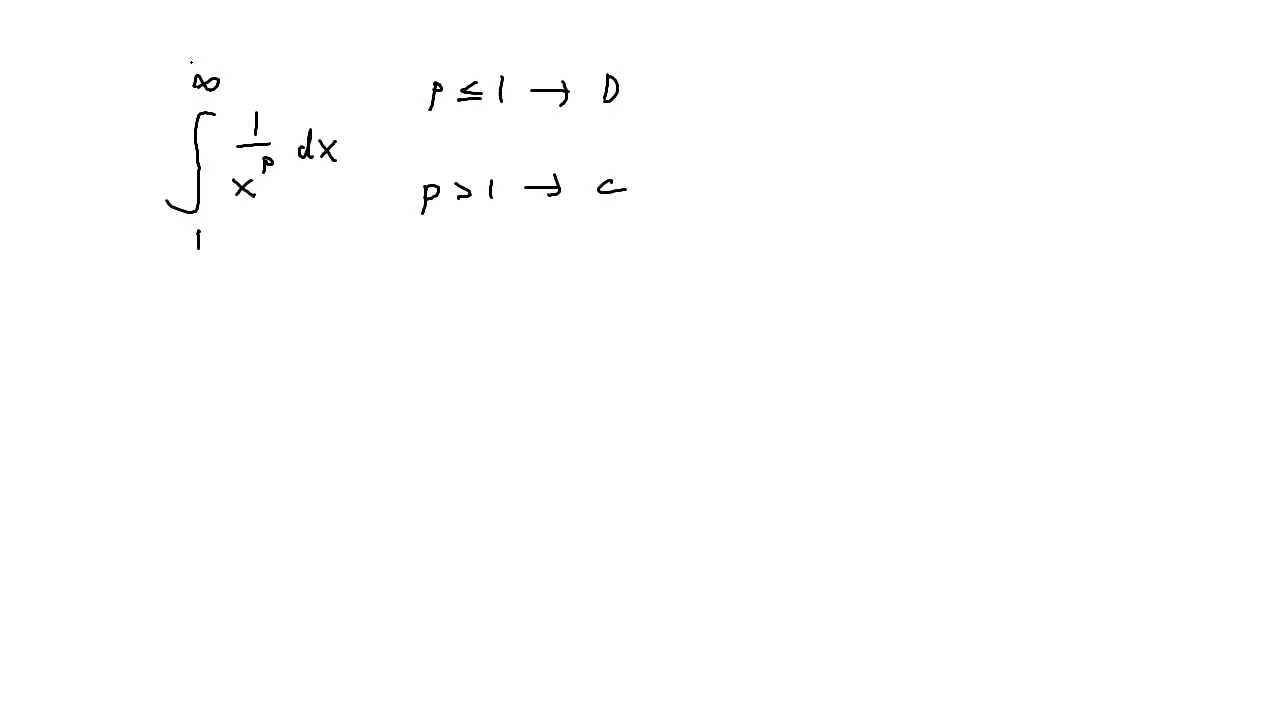 ∫₁^∞ 1/x^p dx
p ≤ 1 → D
p > 1 → C